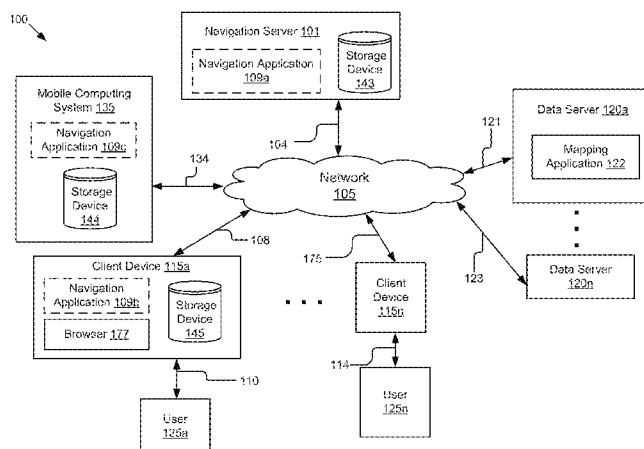 100
Navigation Server 101
Navigation Application 109a
Storage Device 143
Mobile Computing System 135
Navigation Application 109c
Storage Device 144
104
134
Network 105
121
Data Server 120a
Mapping Application 122
108
175
123
Data Server 120n
Client Device 115a
Navigation Application 109b
Browser 177
Storage Device 145
Client Device 115n
110
114
User 125a
User 125n